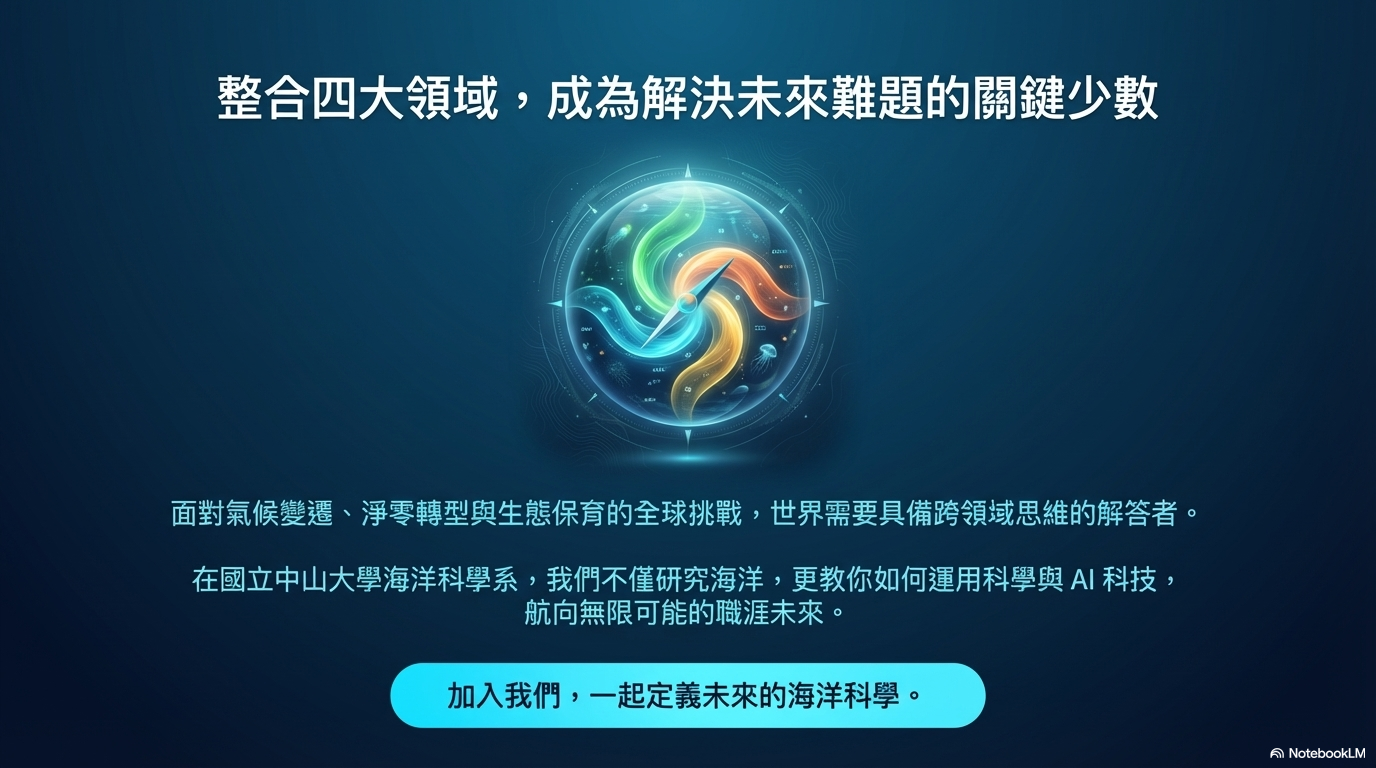 整合四大領域，成為解決未來難題的關鍵少數
面對氣候變遷、淨零轉型與生態保育的全球挑戰，世界需要具備跨領域思維的解答者。
在國立中山大學海洋科學系，我們不僅研究海洋，更教你如何運用科學與 AI 科技，
航向無限可能的職涯未來。
加入我們，一起定義未來的海洋科學。
NotebookLM